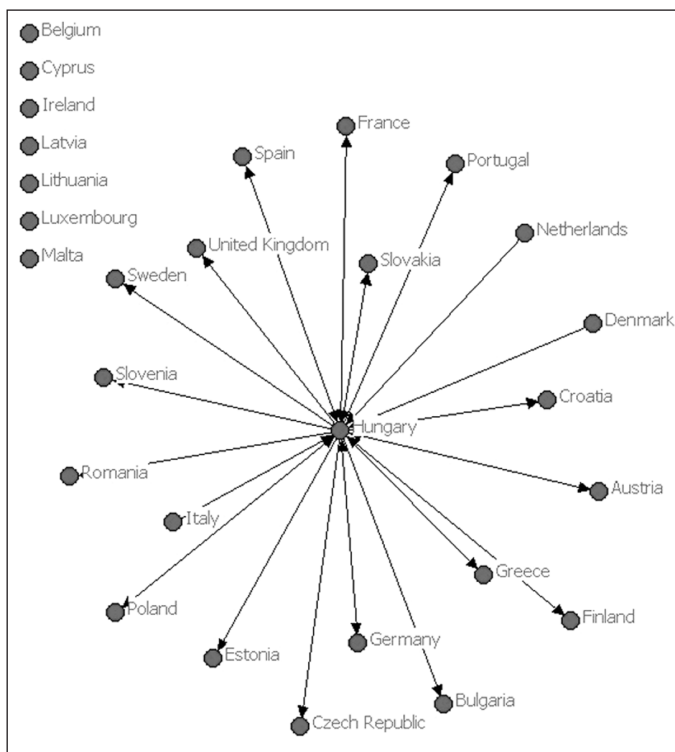 Belgium
Cyprus
Ireland
Latvia
Lithuania
Luxembourg
Malta
France
Spain
Portugal
Netherlands
United Kingdom
Slovakia
Sweden
Denmark
Slovenia
Croatia
Hungary
Romania
Austria
Italy
Greece
Poland
Finland
Germany
Estonia
Bulgaria
Czech Republic